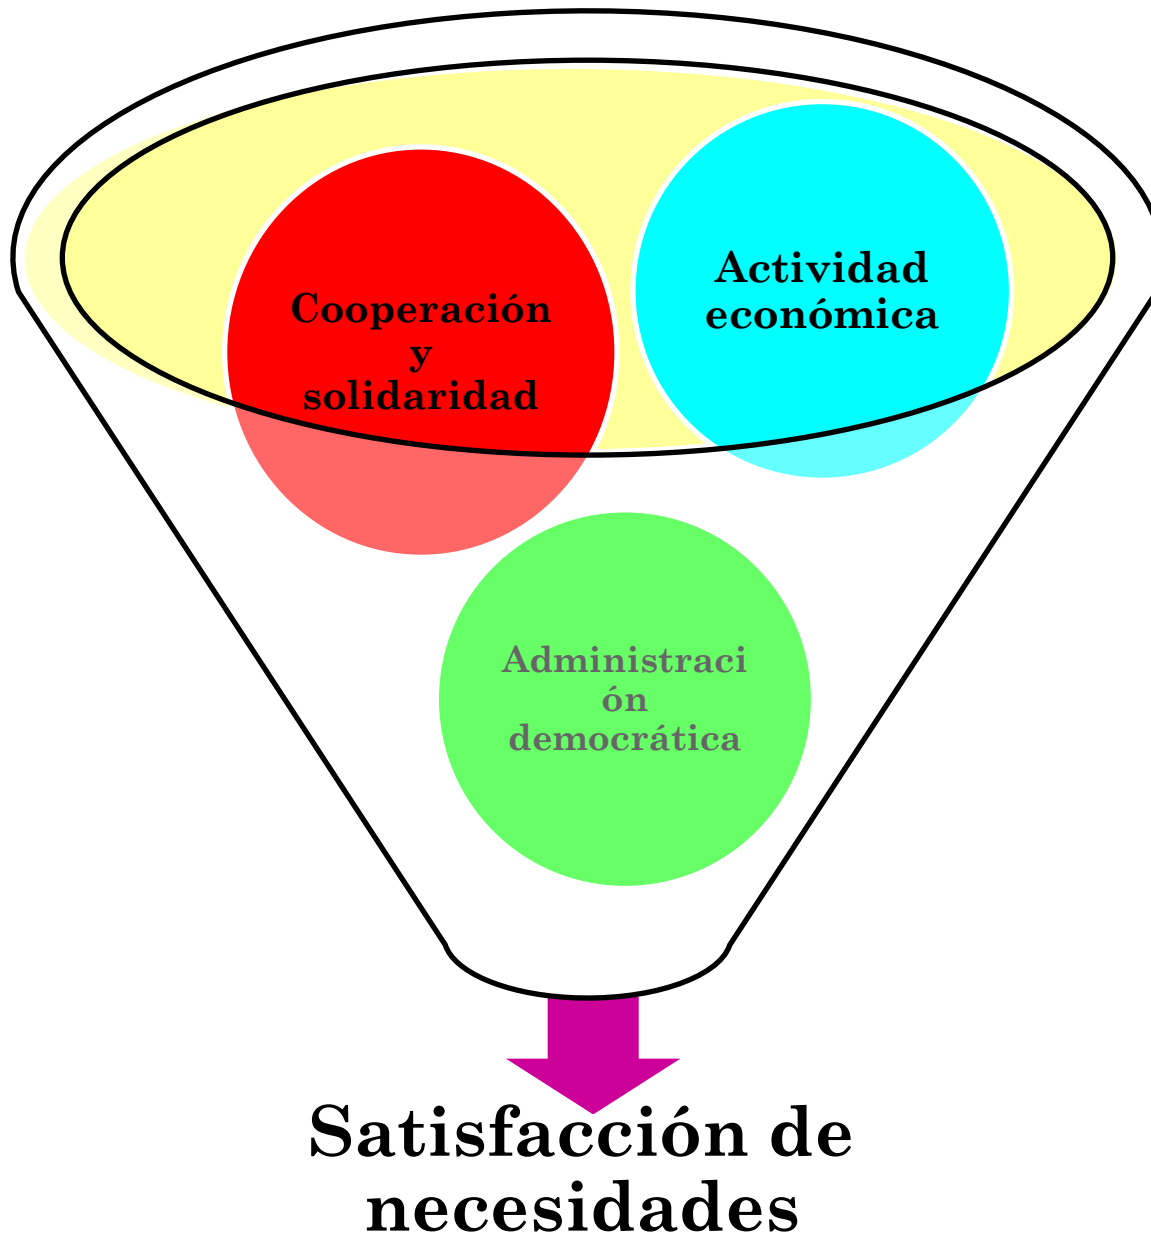 Actividad
económica
Cooperación
y
solidaridad
Administraci
ón
democrática
Satisfacción de
necesidades